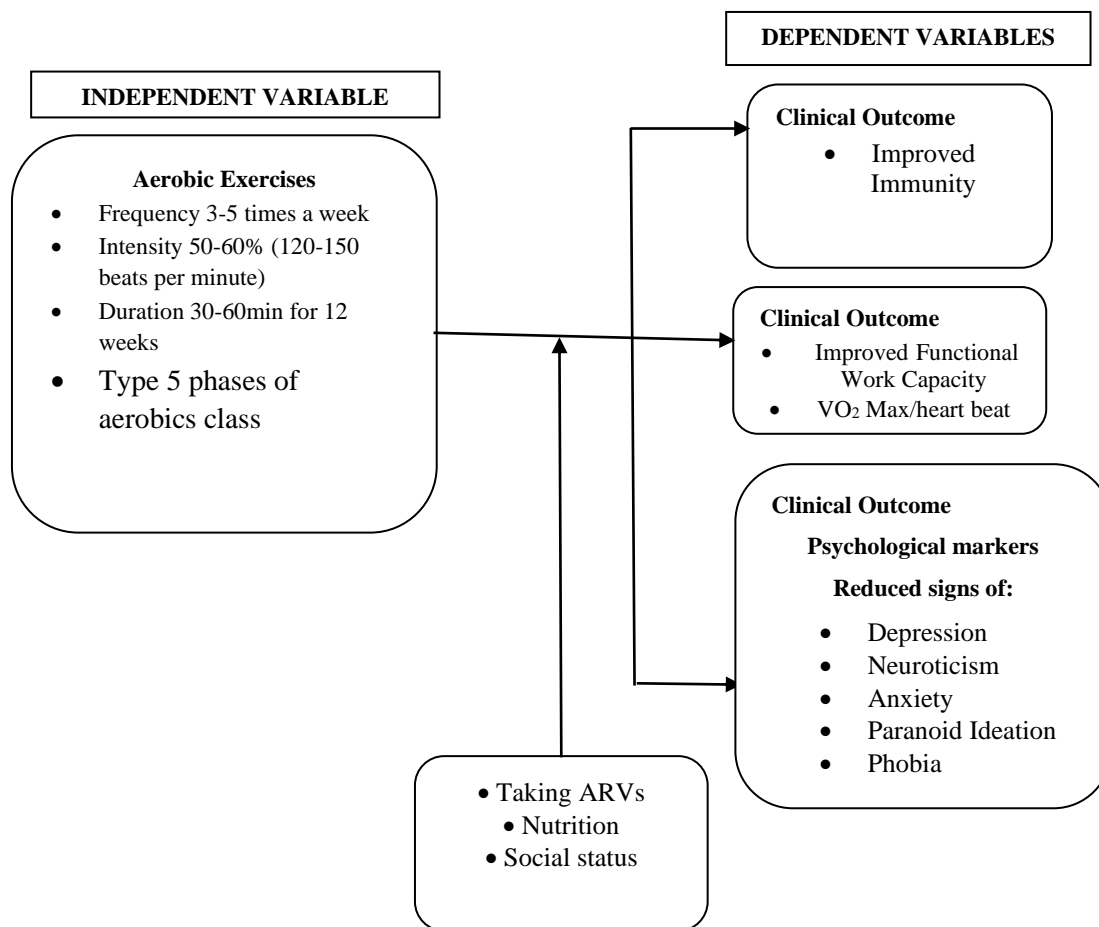 DEPENDENT VARIABLES
INDEPENDENT VARIABLE
Aerobic Exercises
• Frequency 3-5 times a week
• Intensity 50-60% (120-150
beats per minute)
• Duration 30-60min for 12
weeks
• Type 5 phases of
aerobics class
Clinical Outcome
• Improved
Immunity
Clinical Outcome
• Improved Functional
Work Capacity
• VO₂ Max/heart beat
Clinical Outcome
Psychological markers
Reduced signs of:
• Depression
• Neuroticism
• Anxiety
• Paranoid Ideation
• Phobia
• Taking ARVs
• Nutrition
• Social status